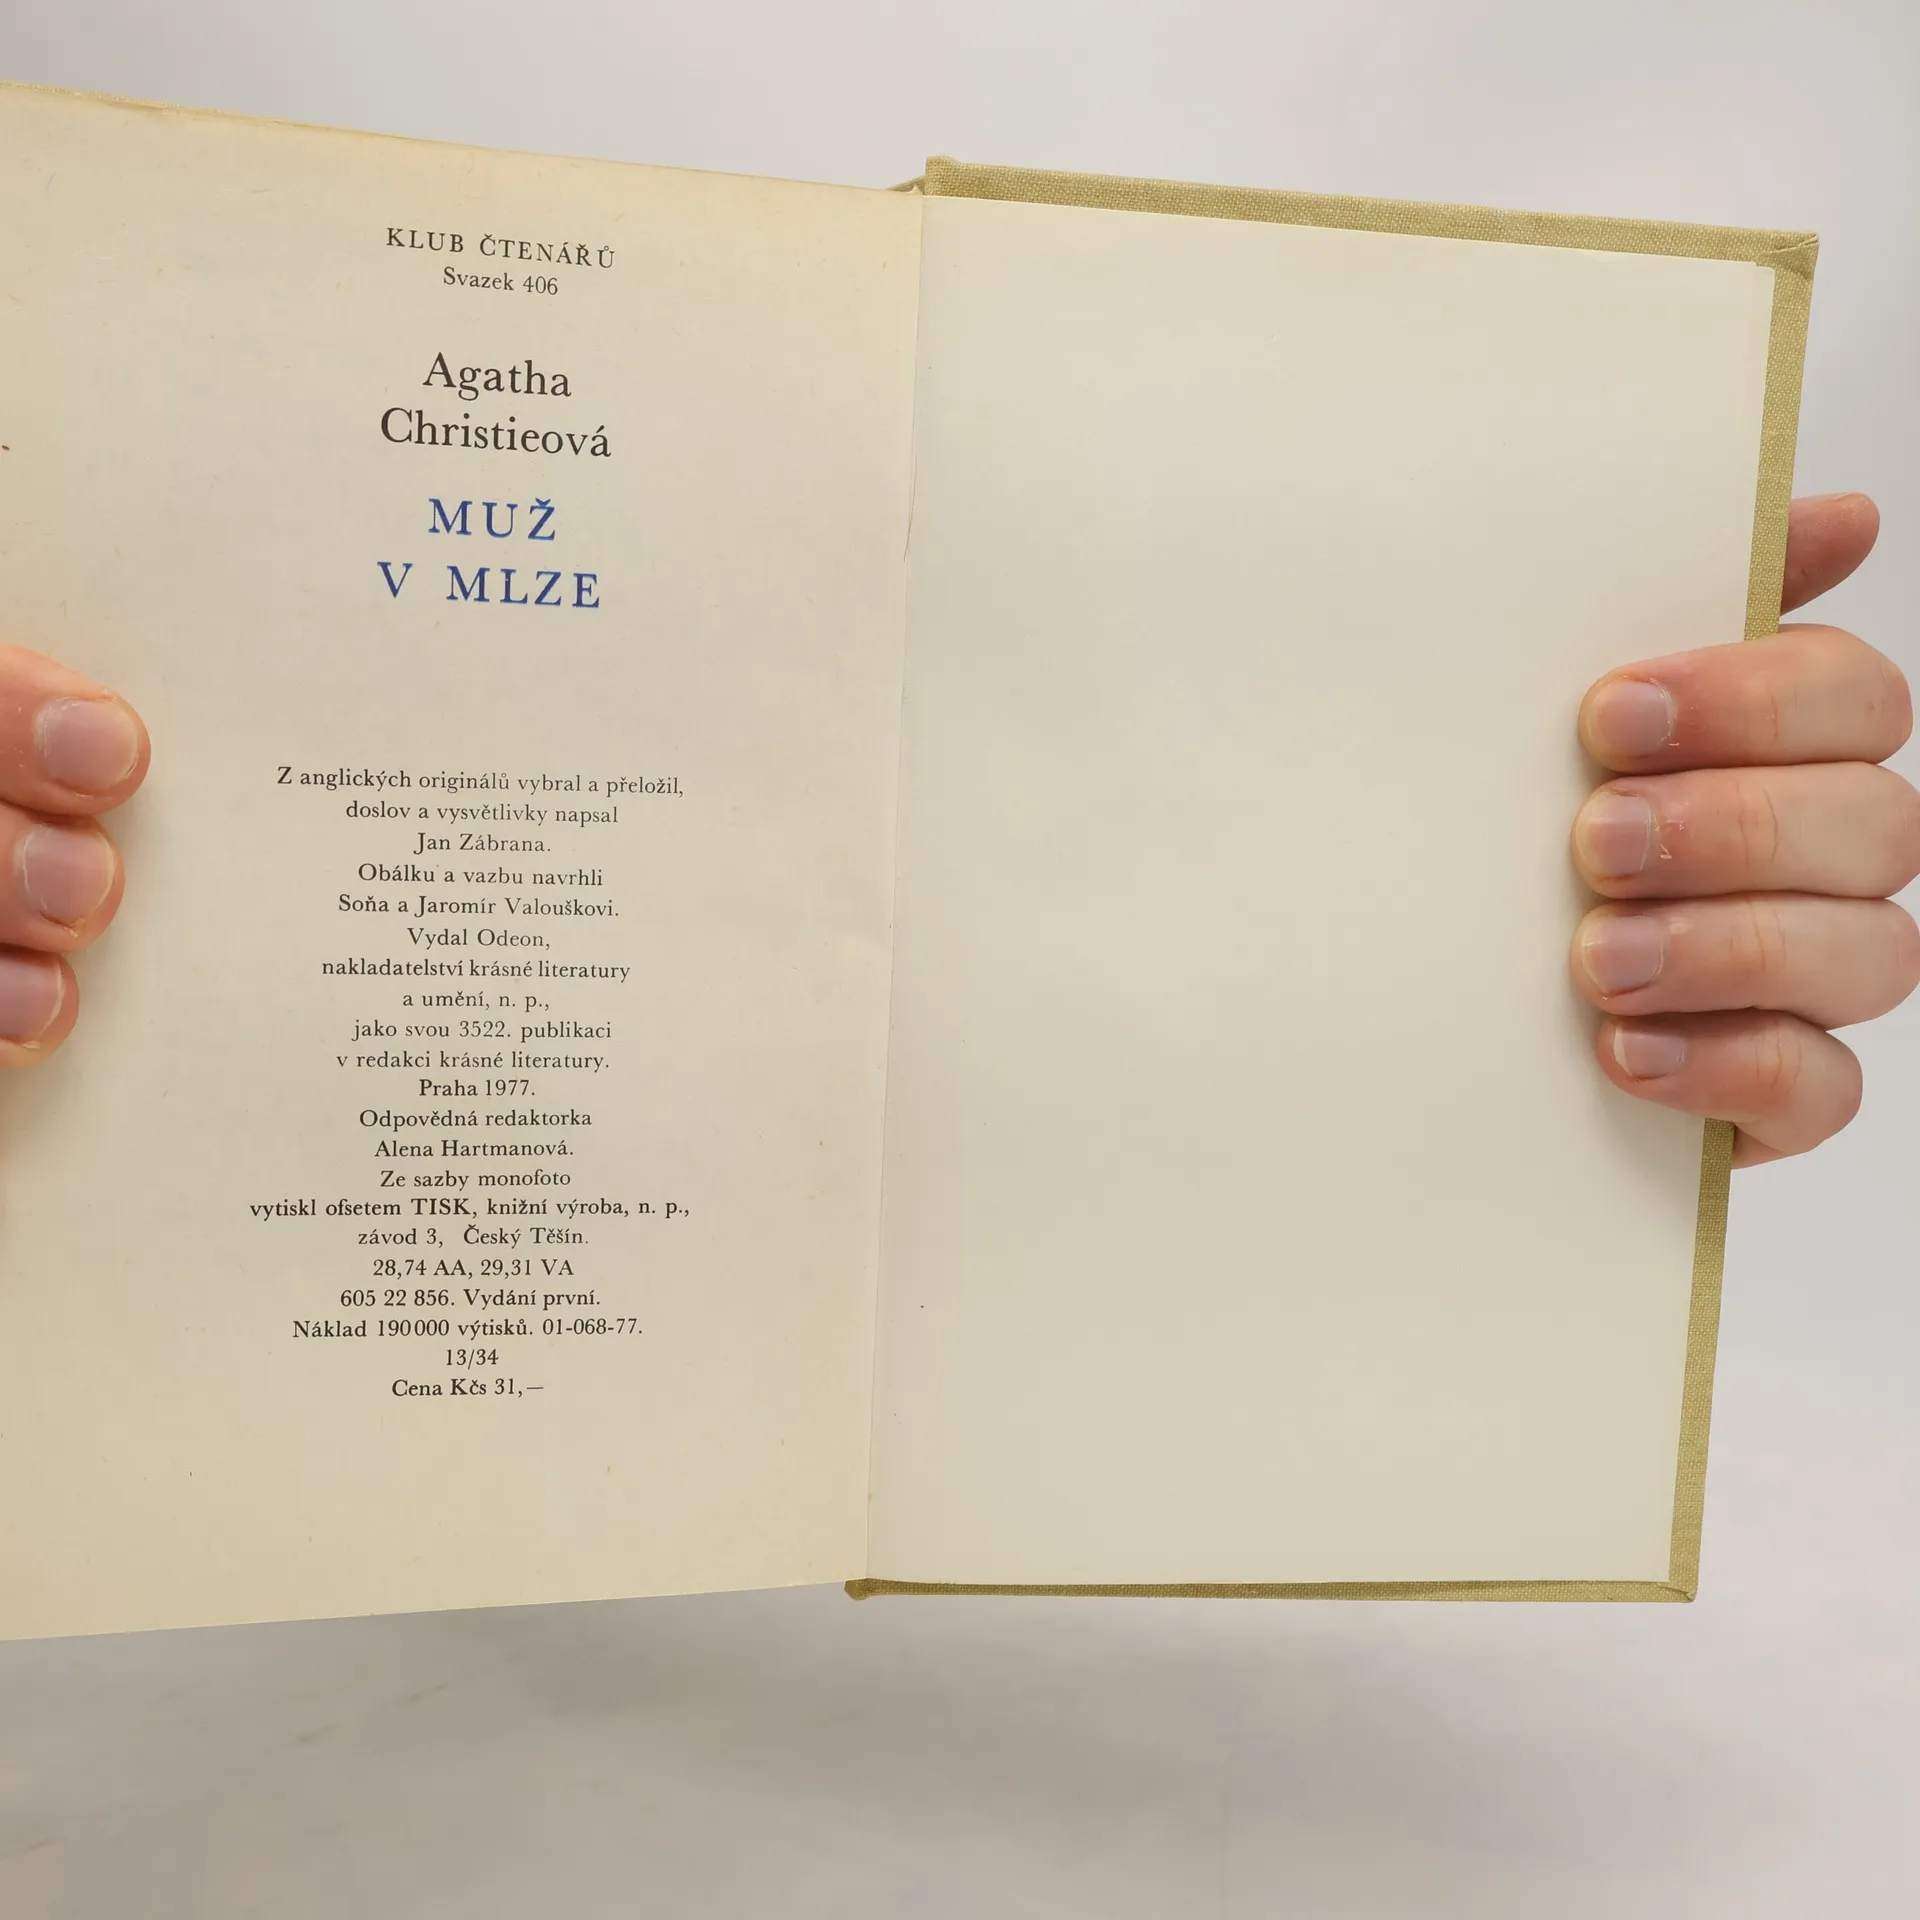 KLUB ČTENÁŘŮ
Svazek 406
Agatha
Christieová
MUŽ
V MLZE
Z anglických originálů vybral a přeložil,
doslov a vysvětlivky napsal
Jan Zábrana.
Obálku a vazbu navrhli
Soňa a Jaromír Valouškovi.
Vydal Odeon,
nakladatelství krásné literatury
a umění, n. p.,
jako svou 3522. publikaci
v redakci krásné literatury.
Praha 1977.
Odpovědná redaktorka
Alena Hartmanová.
Ze sazby monofoto
vytiskl ofsetem TISK, knižní výroba, n. p.,
závod 3, Český Těšín.
28,74 AA, 29,31 VA
605 22 856. Vydání první.
Náklad 190000 výtisků. 01-068-77.
13/34
Cena Kčs 31,—